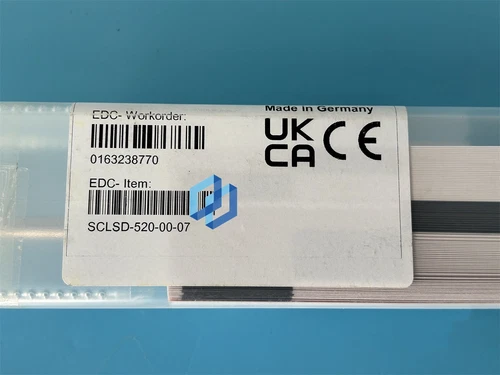 EDC- Workorder:
0163238770
EDC- Item:
SCLSD-520-00-07
Made in Germany
UK
CA CE